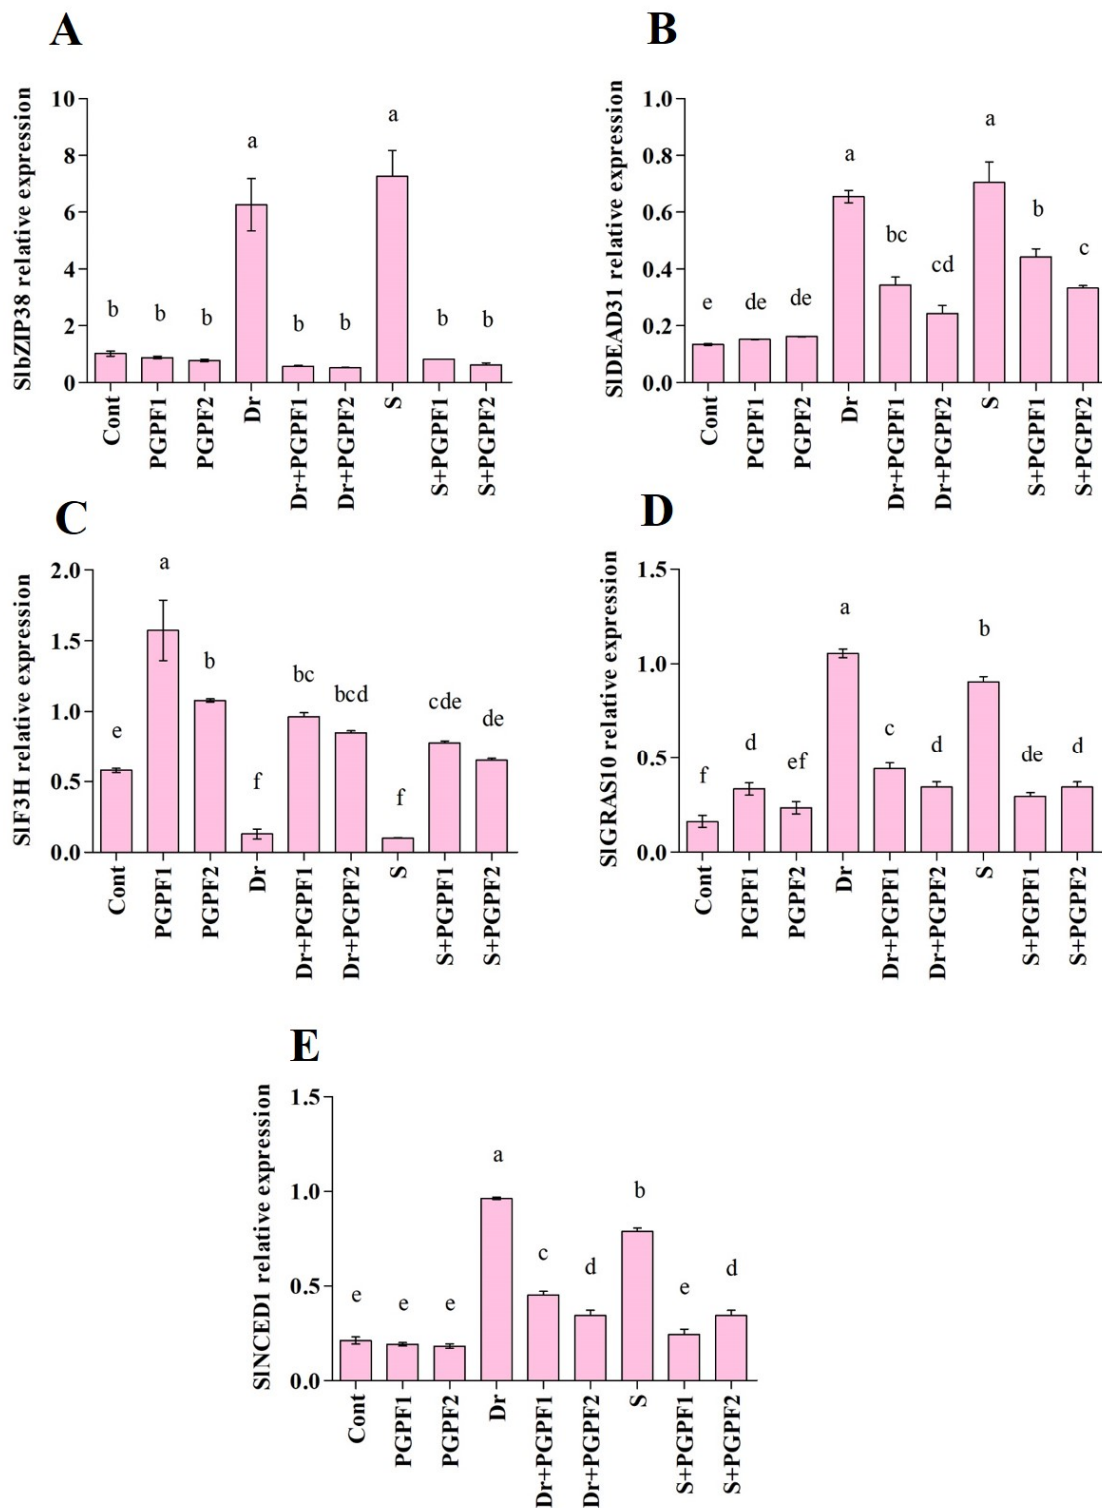 A
SlbZIP38 relative expression
10
8
6
4
2
0
b
b
b
a
b
b
a
b
b
Cont
PGPF1
PGPF2
Dr
Dr+PGPF1
Dr+PGPF2
S
S+PGPF1
S+PGPF2
B
SlDEAD31 relative expression
1.0
0.8
0.6
0.4
0.2
0.0
e
de
de
a
bc
cd
a
b
c
Cont
PGPF1
PGPF2
Dr
Dr+PGPF1
Dr+PGPF2
S
S+PGPF1
S+PGPF2
C
SlF3H relative expression
2.0
1.5
1.0
0.5
0.0
e
a
b
f
bc
bcd
f
cde
de
Cont
PGPF1
PGPF2
Dr
Dr+PGPF1
Dr+PGPF2
S
S+PGPF1
S+PGPF2
D
SlGRAS10 relative expression
1.5
1.0
0.5
0.0
f
d
ef
a
c
d
b
de
d
Cont
PGPF1
PGPF2
Dr
Dr+PGPF1
Dr+PGPF2
S
S+PGPF1
S+PGPF2
E
SlNCED1 relative expression
1.5
1.0
0.5
0.0
e
e
e
a
c
d
b
e
d
Cont
PGPF1
PGPF2
Dr
Dr+PGPF1
Dr+PGPF2
S
S+PGPF1
S+PGPF2